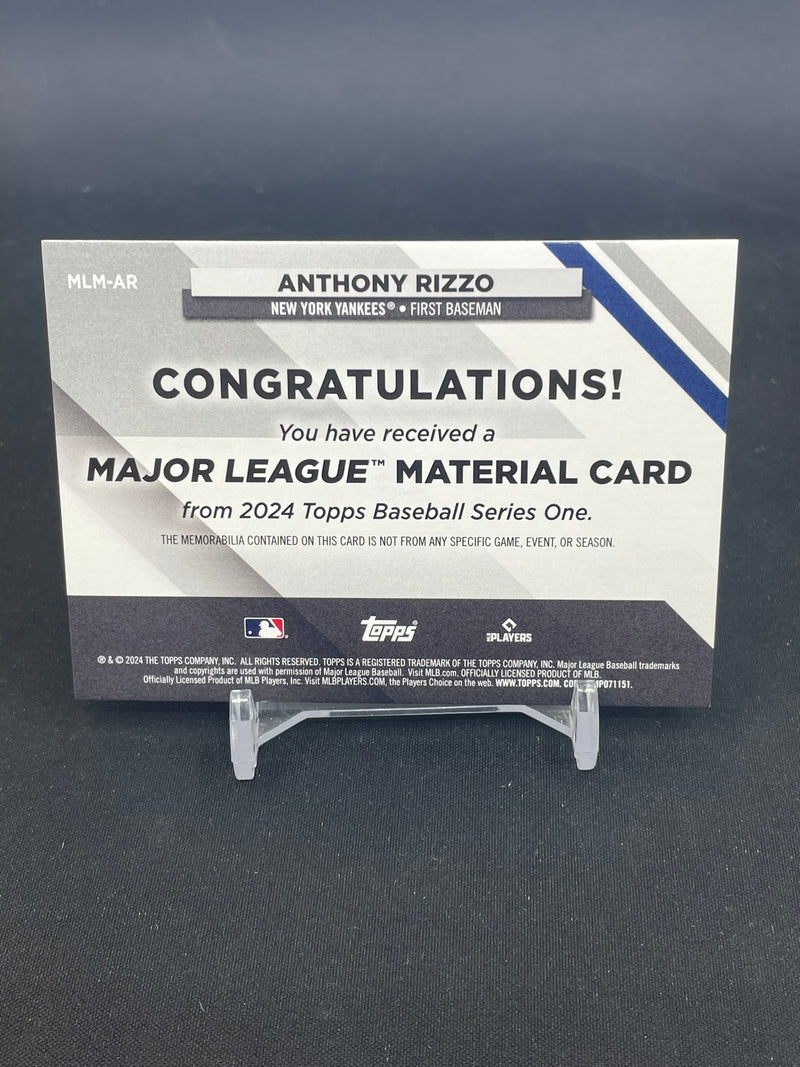 MLM-AR
ANTHONY RIZZO
NEW YORK YANKEES® • FIRST BASEMAN
CONGRATULATIONS!
You have received a
MAJOR LEAGUE™ MATERIAL CARD
from 2024 Topps Baseball Series One.
THE MEMORABILIA CONTAINED ON THIS CARD IS NOT FROM ANY SPECIFIC GAME, EVENT, OR SEASON.
topps® PLAYERS
® & © 2024 THE TOPPS COMPANY, INC. ALL RIGHTS RESERVED. TOPPS IS A REGISTERED TRADEMARK OF THE TOPPS COMPANY, INC. Major League Baseball trademarks
and copyrights are used with permission of Major League Baseball. Visit MLB.com. OFFICIALLY LICENSED PRODUCT OF MLB.
Officially Licensed Product of MLB Players, Inc. Visit MLBPLAYERS.COM, the Players Choice on the web. WWW.TOPPS.COM.